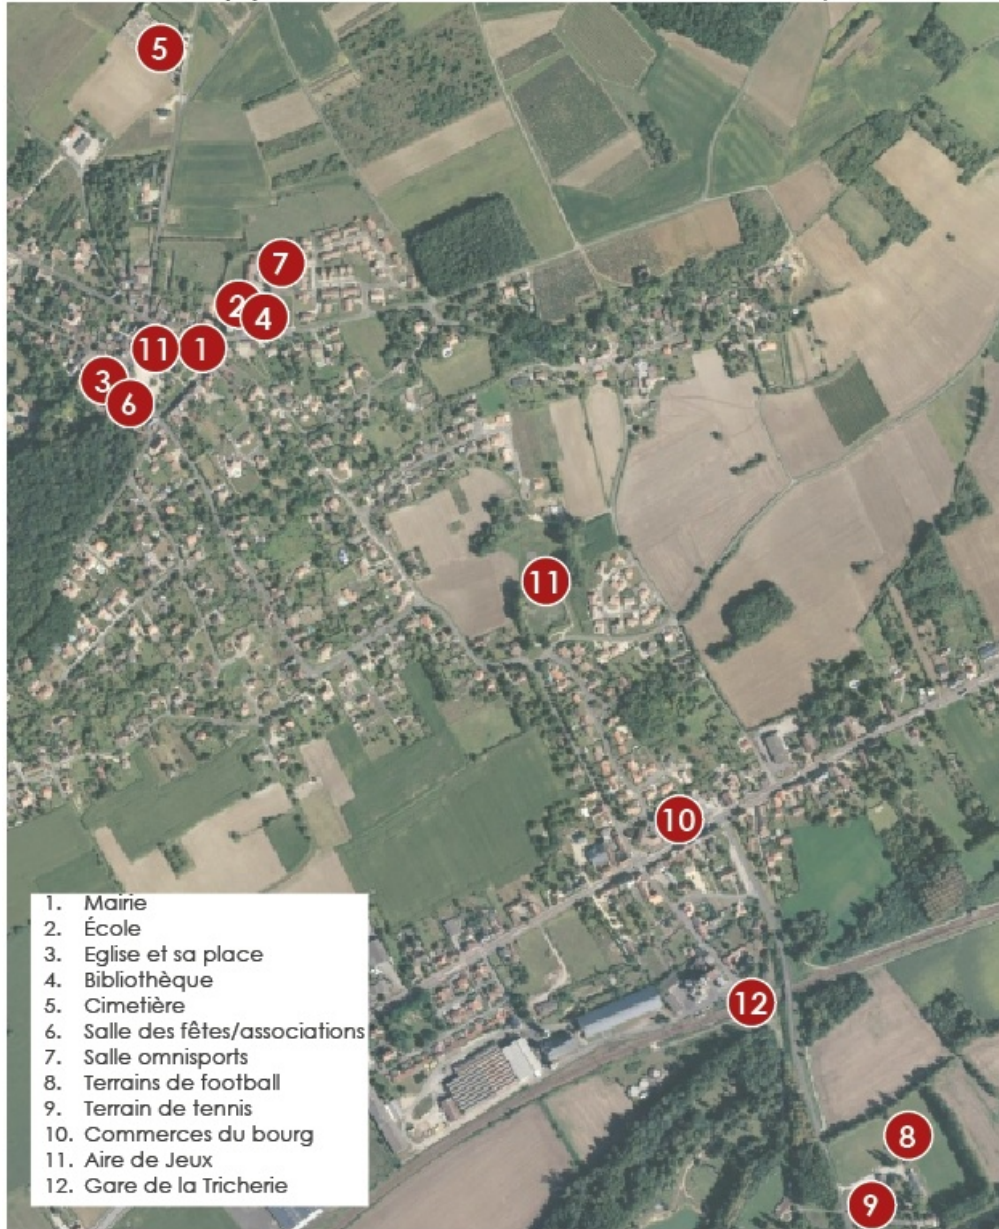 5
7
2
4
11
1
3
6
11
10
12
8
9
1. Mairie
2. École
3. Eglise et sa place
4. Bibliothèque
5. Cimetière
6. Salle des fêtes/associations
7. Salle omnisports
8. Terrains de football
9. Terrain de tennis
10. Commerces du bourg
11. Aire de Jeux
12. Gare de la Tricherie